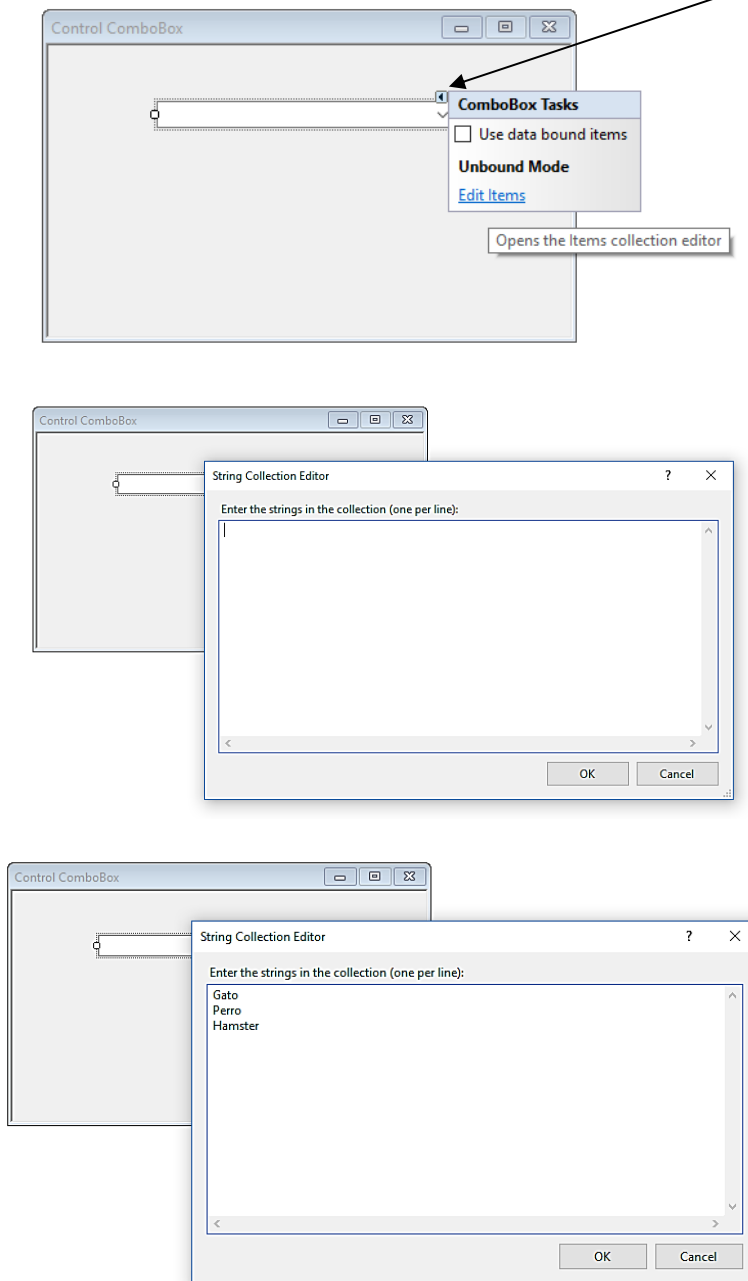 Control ComboBox
ComboBox Tasks
Use data bound items
Unbound Mode
Edit Items
Opens the Items collection editor
Control ComboBox
String Collection Editor
?
Enter the strings in the collection (one per line):
OK Cancel
Control ComboBox
String Collection Editor
?
Enter the strings in the collection (one per line):
Gato
Perro
Hamster
OK Cancel